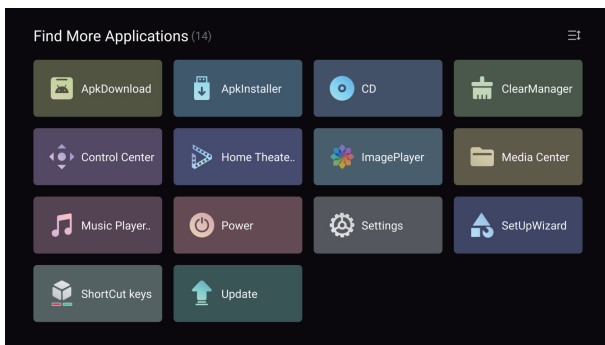 Find More Applications (14)
ApkDownload
ApkInstaller
CD
ClearManager
Control Center
Home Theate..
ImagePlayer
Media Center
Music Player..
Power
Settings
SetUpWizard
ShortCut keys
Update